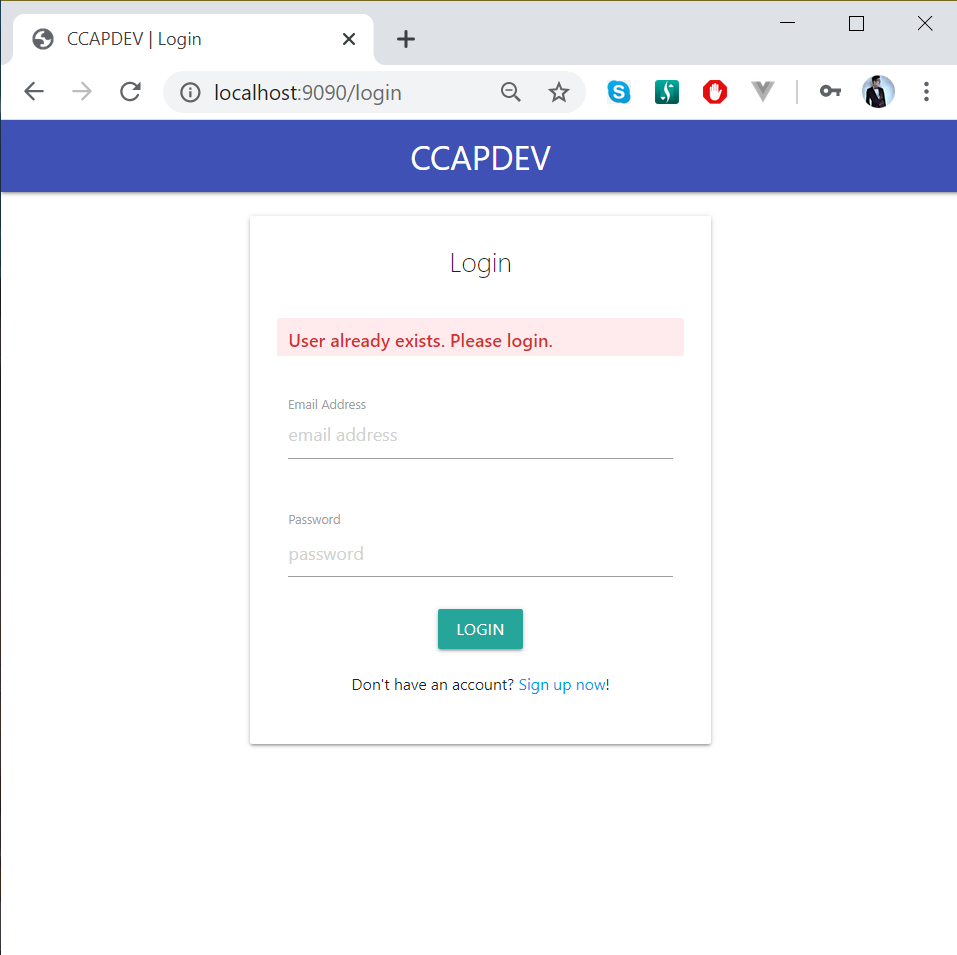 CCAPDEV | Login
localhost:9090/login
CCAPDEV
Login
User already exists. Please login.
Email Address
email address
Password
password
LOGIN
Don't have an account? Sign up now!